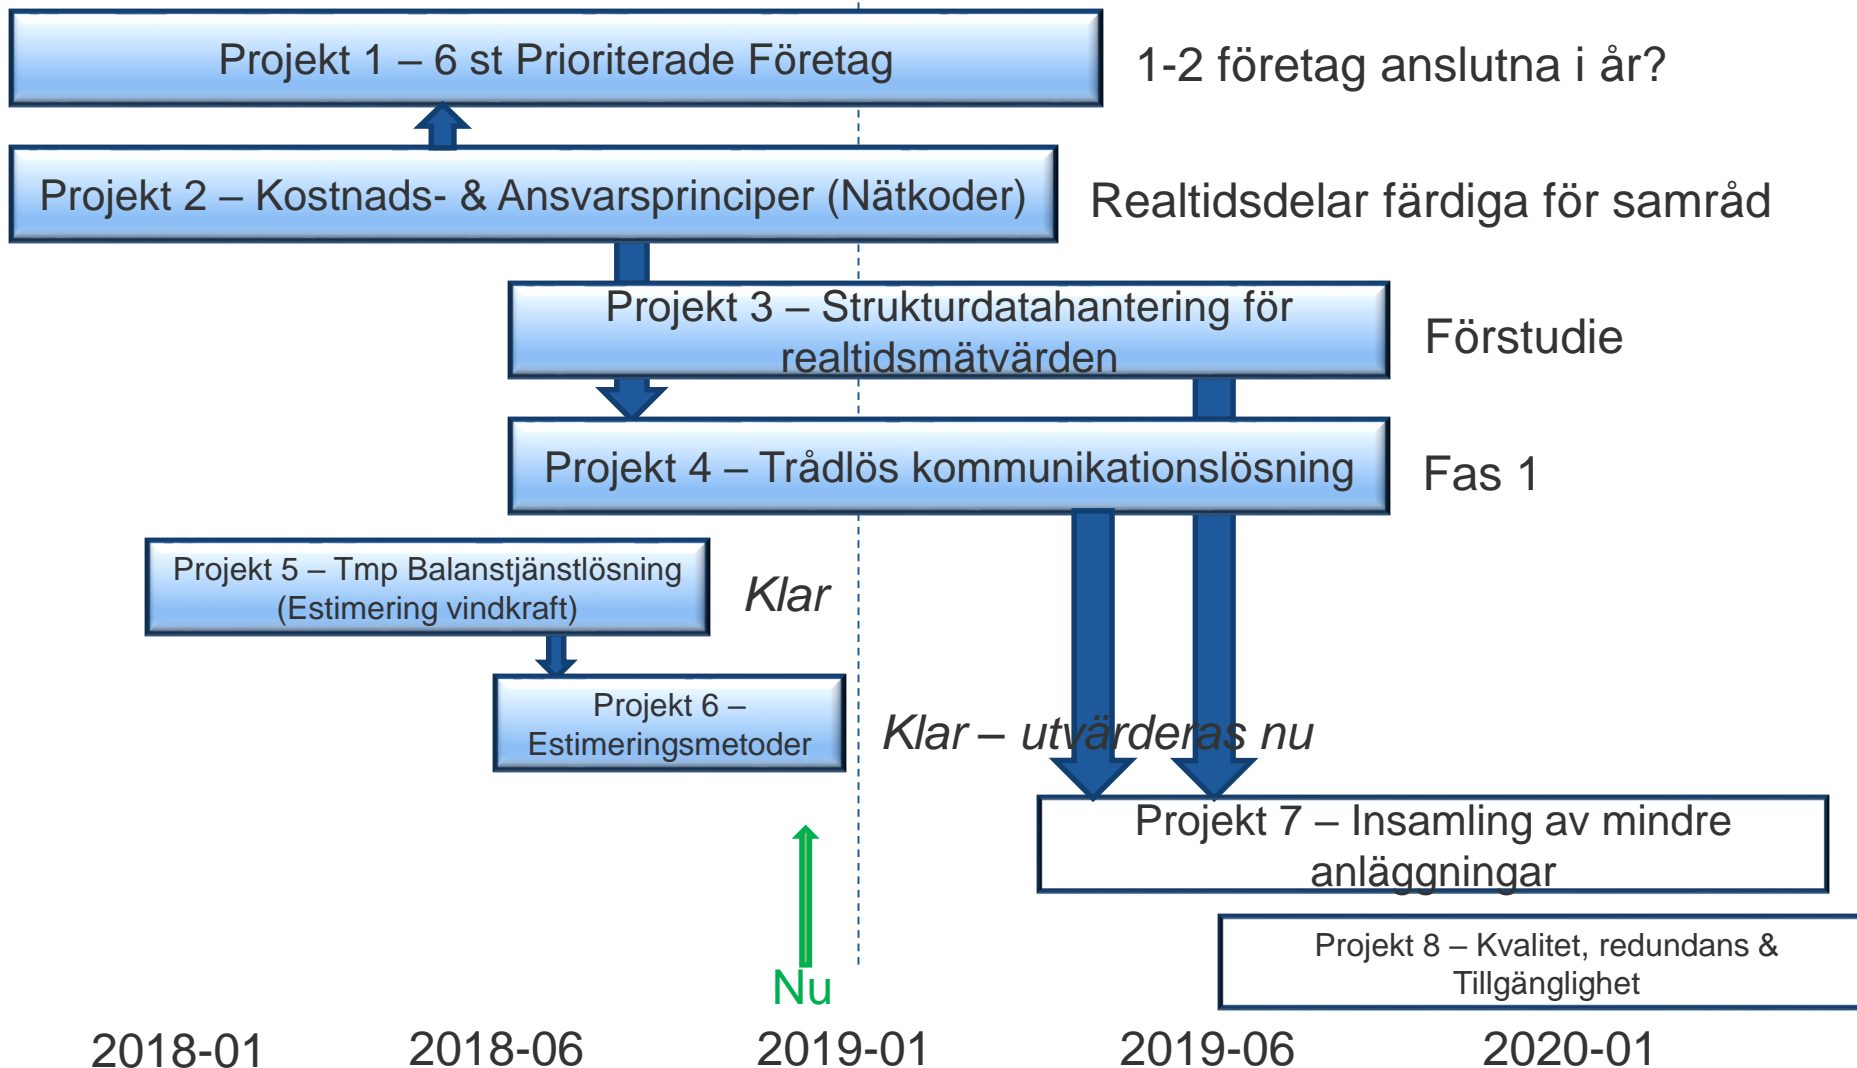 Projekt 1 – 6 st Prioriterade Företag
1-2 företag anslutna i år?
Projekt 2 – Kostnads- & Ansvarsprinciper (Nätkoder)
Realtidsdelar färdiga för samråd
Projekt 3 – Strukturdatahantering för
realtidsmätvärden
Förstudie
Projekt 4 – Trådlös kommunikationslösning
Fas 1
Projekt 5 – Tmp Balanstjänstlösning
(Estimering vindkraft)
Klar
Projekt 6 –
Estimeringsmetoder
Klar – utvärderas nu
Projekt 7 – Insamling av mindre
anläggningar
Projekt 8 – Kvalitet, redundans &
Tillgänglighet
Nu
2018-01
2018-06
2019-01
2019-06
2020-01